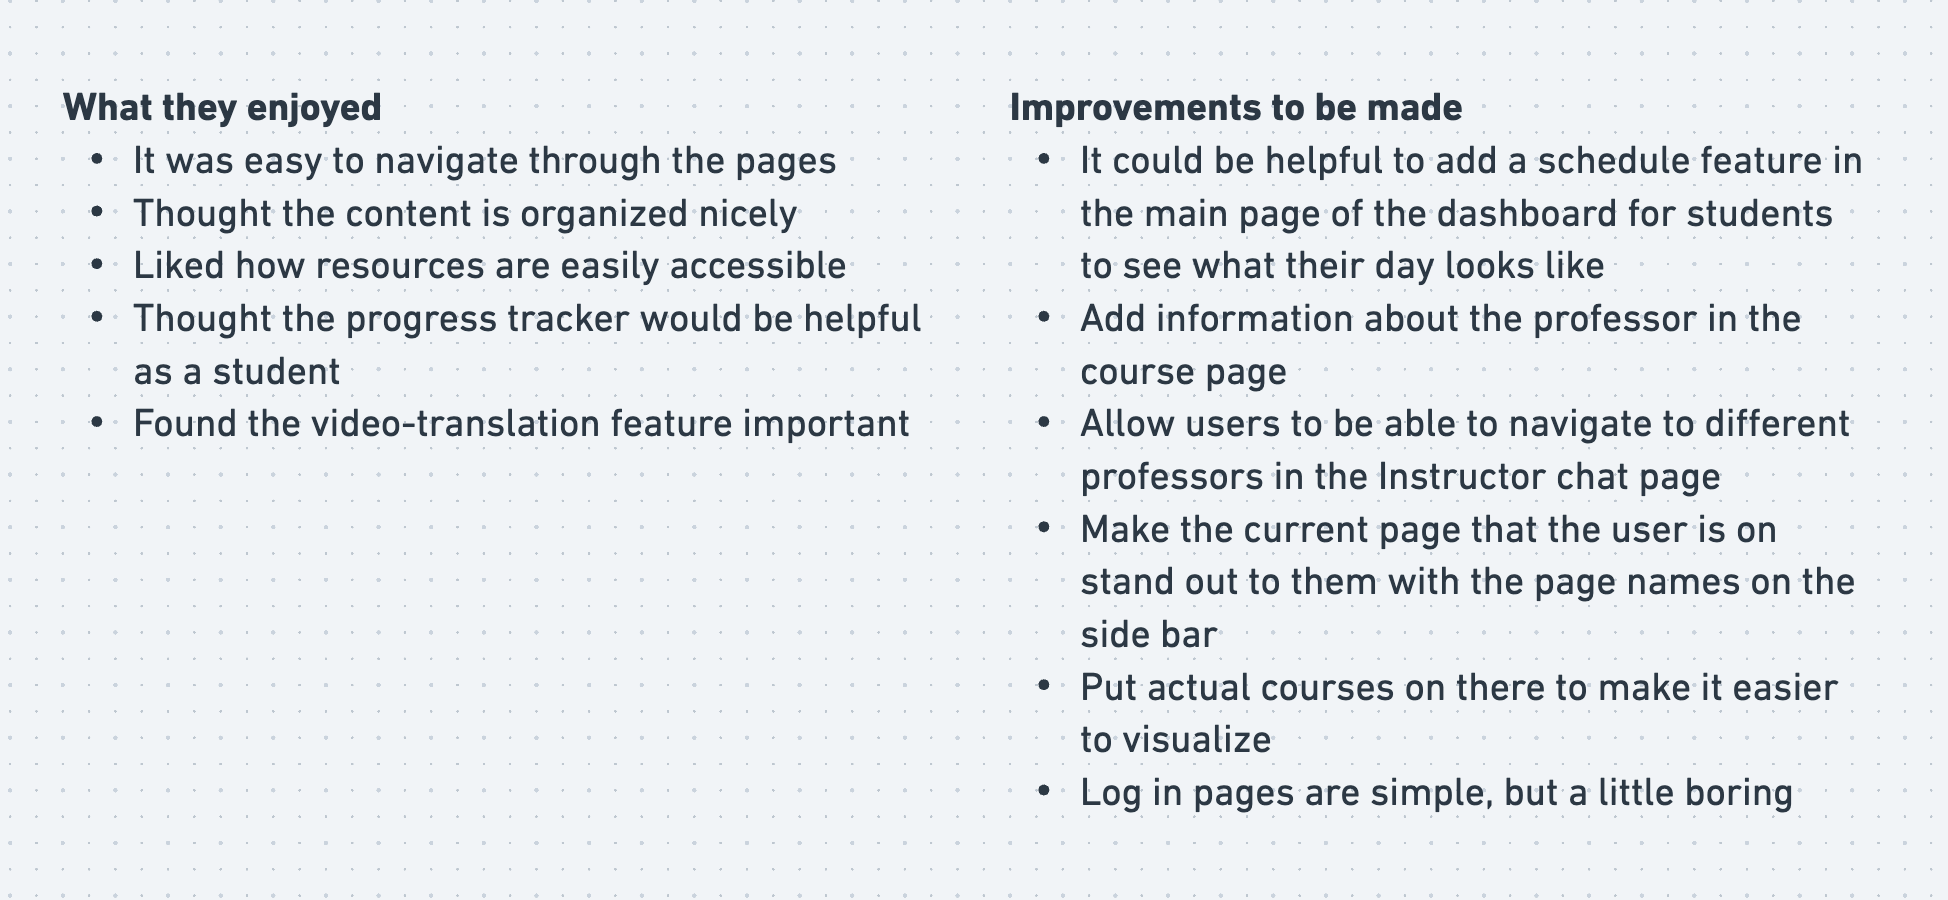 What they enjoyed
• It was easy to navigate through the pages
• Thought the content is organized nicely
• Liked how resources are easily accessible
• Thought the progress tracker would be helpful
as a student
• Found the video-translation feature important
Improvements to be made
• It could be helpful to add a schedule feature in
the main page of the dashboard for students
to see what their day looks like
• Add information about the professor in the
course page
• Allow users to be able to navigate to different
professors in the Instructor chat page
• Make the current page that the user is on
stand out to them with the page names on the
side bar
• Put actual courses on there to make it easier
to visualize
• Log in pages are simple, but a little boring